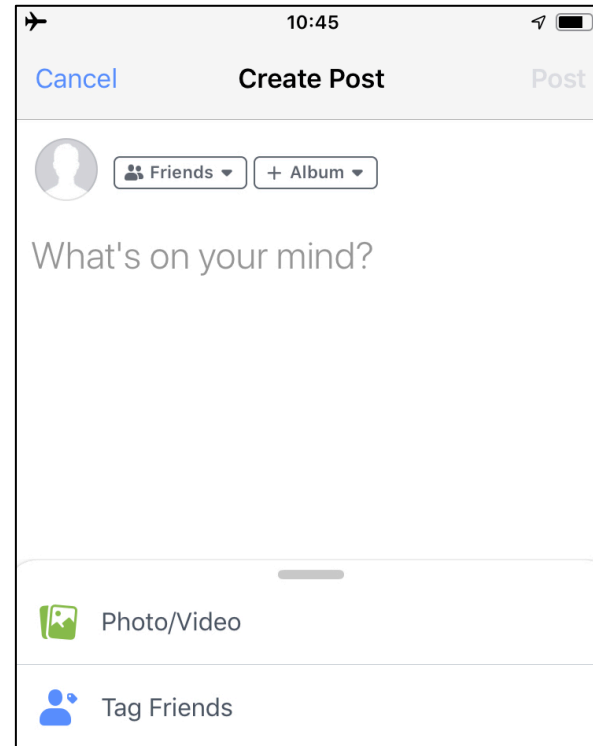 10:45
Cancel Create Post Post
Friends + Album
What's on your mind?
Photo/Video
Tag Friends